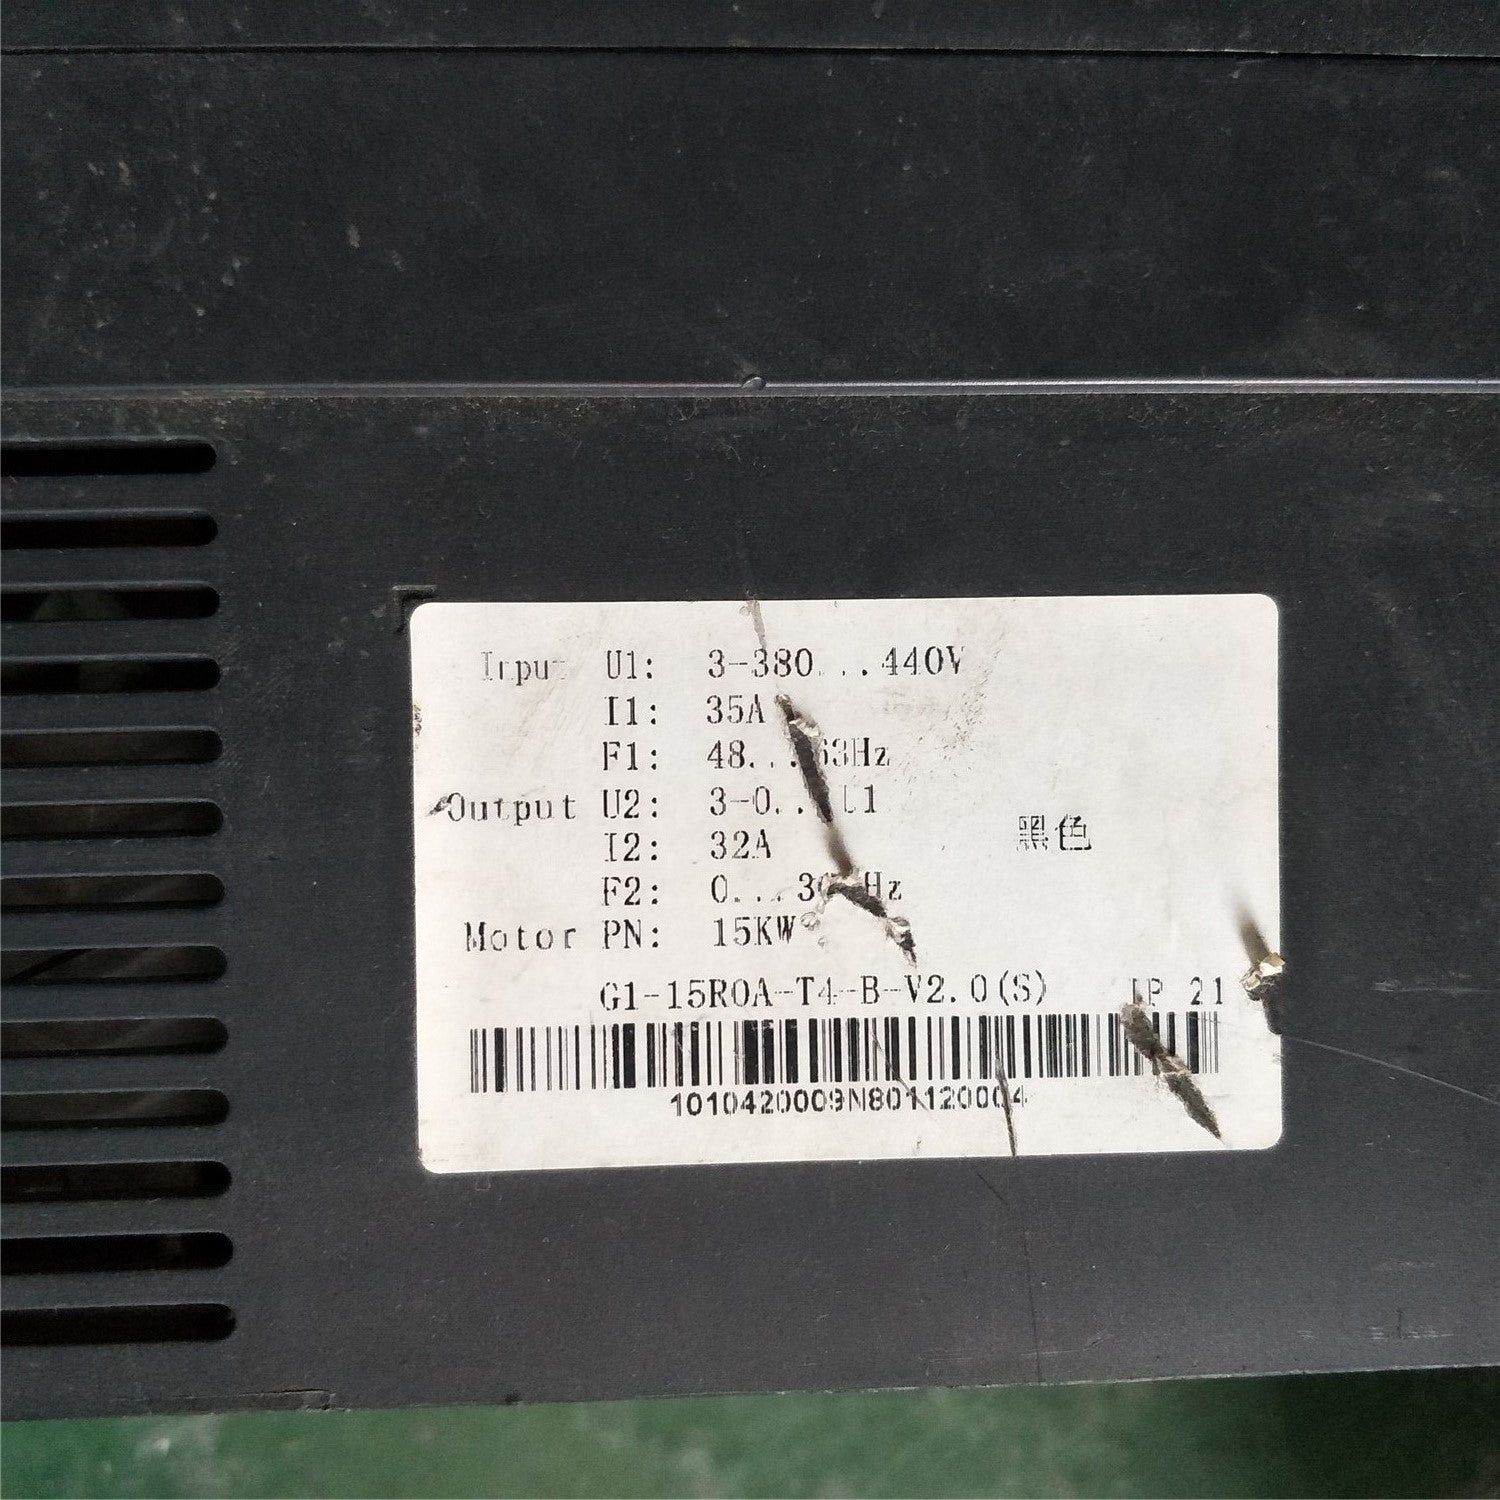 Input U1: 3-380...440V
I1: 35A
F1: 48... 63Hz
Output U2: 3-0... U1
I2: 32A
F2: 0... Hz
Motor PN: 15KW
黑色
G1-15R0A-T4-B-V2.0(S) IP 21
1010420009N801120004